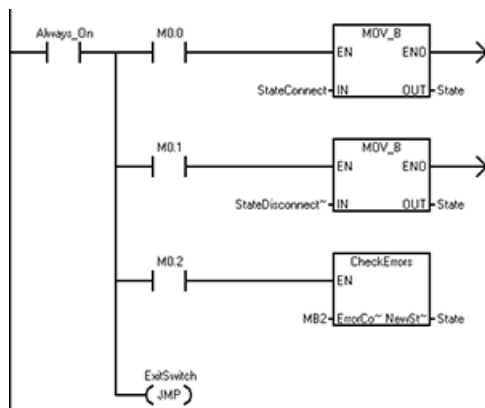 Always_On M0.0 MOV_B
EN ENO
StateConnect IN OUT State
M0.1 MOV_B
EN ENO
StateDisconnect~ IN OUT State
M0.2 CheckErrors
EN
MB2 ErrorCo~ NewSt~ State
ExitSwitch
JMP